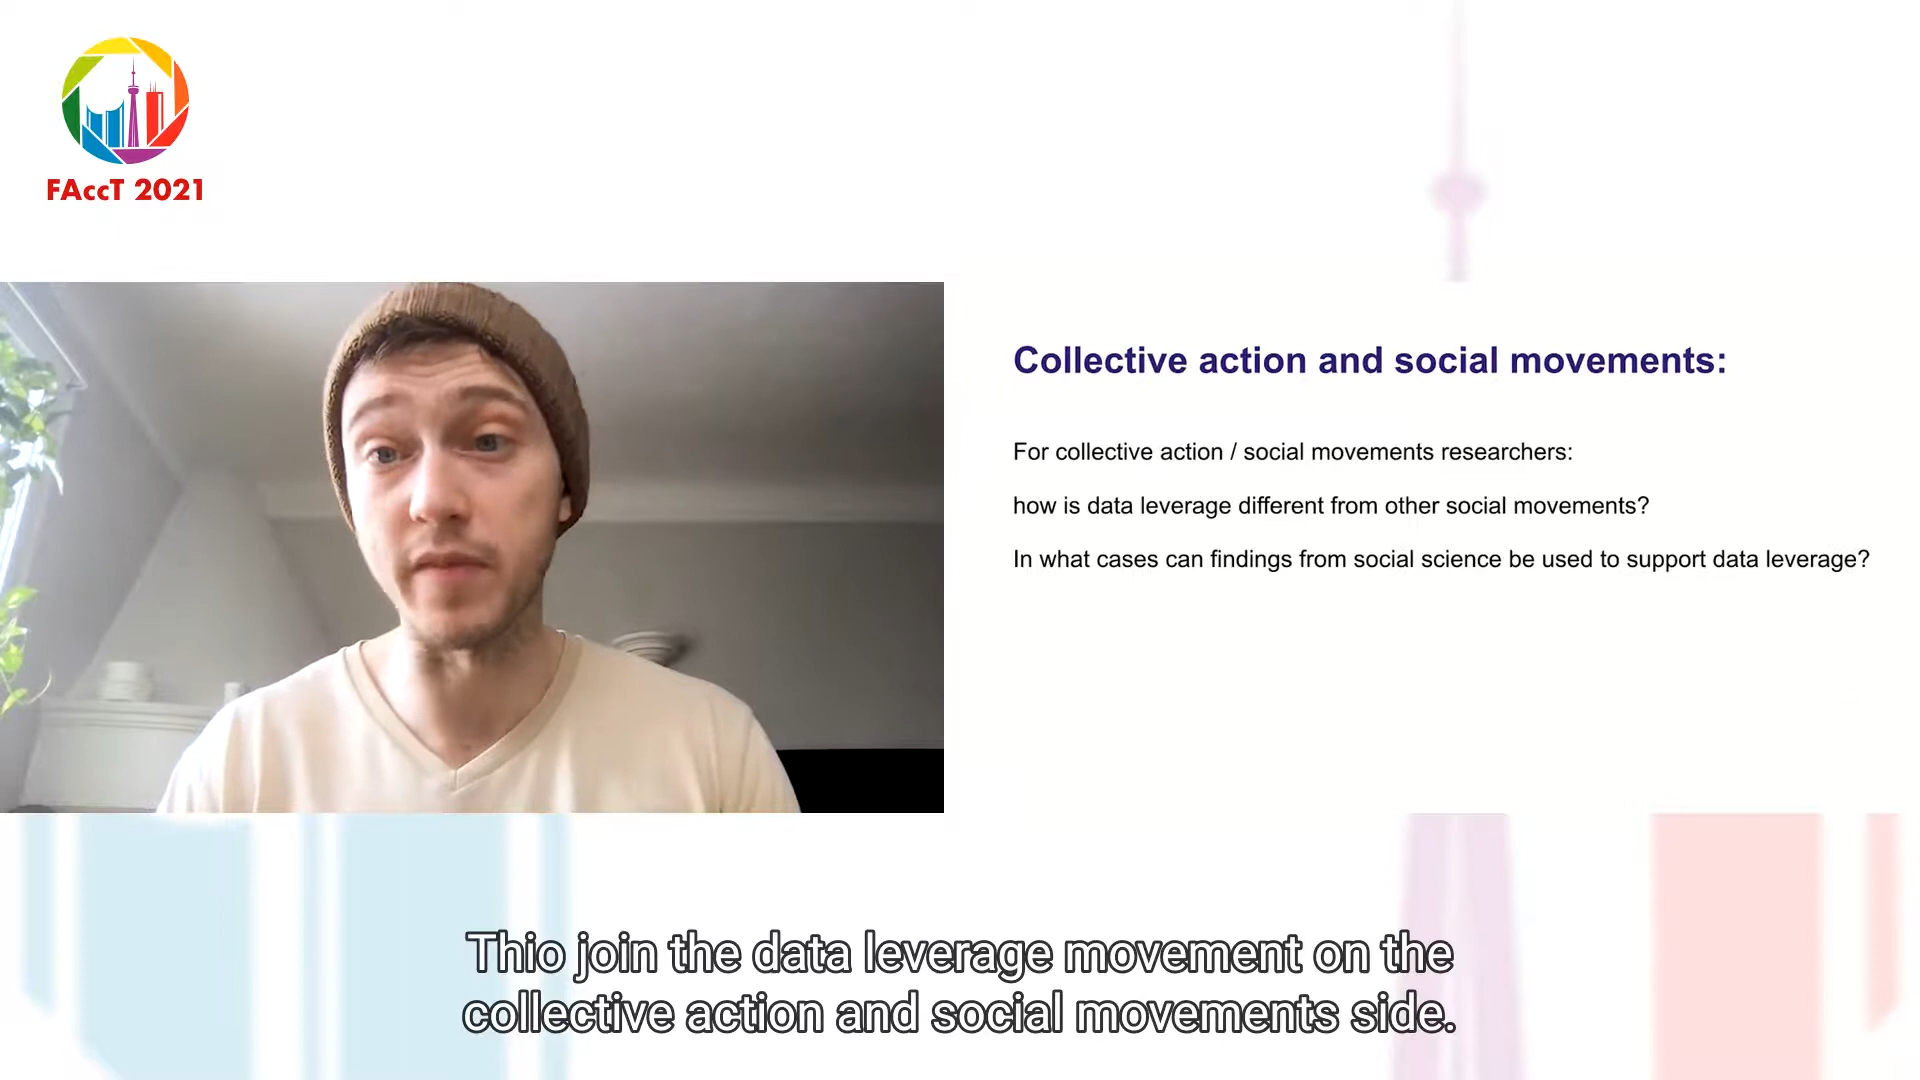 FAccT 2021
Collective action and social movements:
For collective action / social movements researchers:
how is data leverage different from other social movements?
In what cases can findings from social science be used to support data leverage?
Thio join the data leverage movement on the
collective action and social movements side.